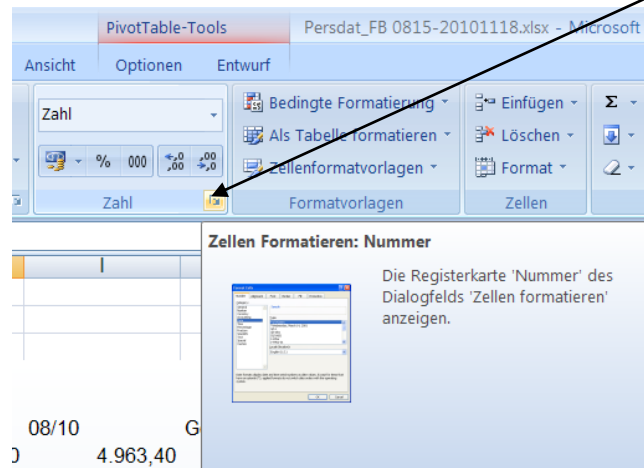 PivotTable-Tools Persdat_FB 0815-20101118.xlsx - Microsoft
Ansicht Optionen Entwurf
Zahl Bedingte Formatierung Einfügen Σ
Als Tabelle formatieren Löschen
% 000 ,00 ,00 Zellenformatvorlagen Format
Zahl Formatvorlagen Zellen
Zellen Formatieren: Nummer
I
Die Registerkarte 'Nummer' des
Dialogfelds 'Zellen formatieren'
anzeigen.
08/10 G
0 4.963,40